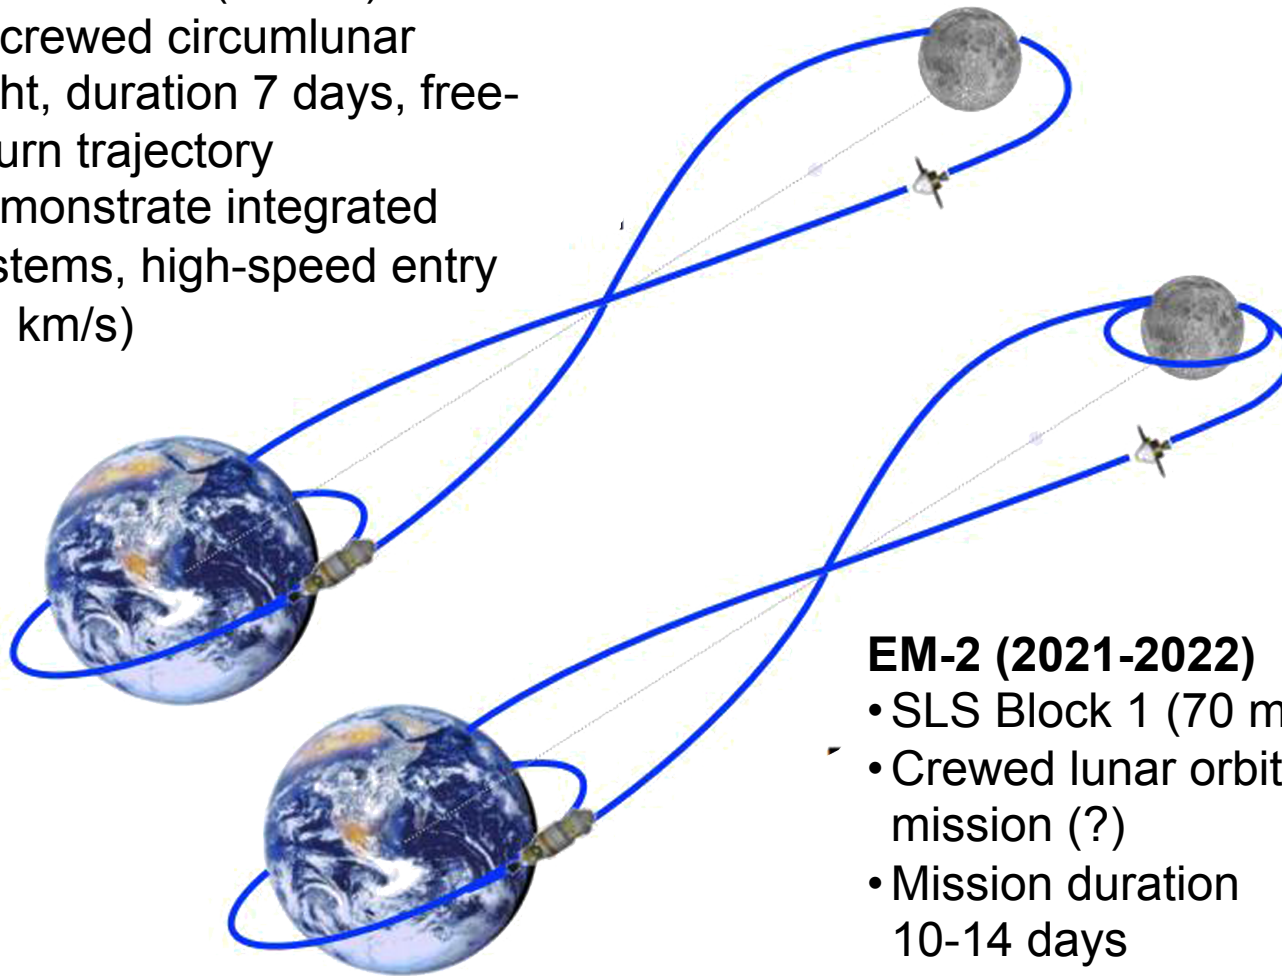 crewed circumlunar
ht, duration 7 days, free-
urn trajectory
monstrate integrated
stems, high-speed entry
km/s)
EM-2 (2021-2022)
• SLS Block 1 (70 m
• Crewed lunar orbit
mission (?)
• Mission duration
10-14 days